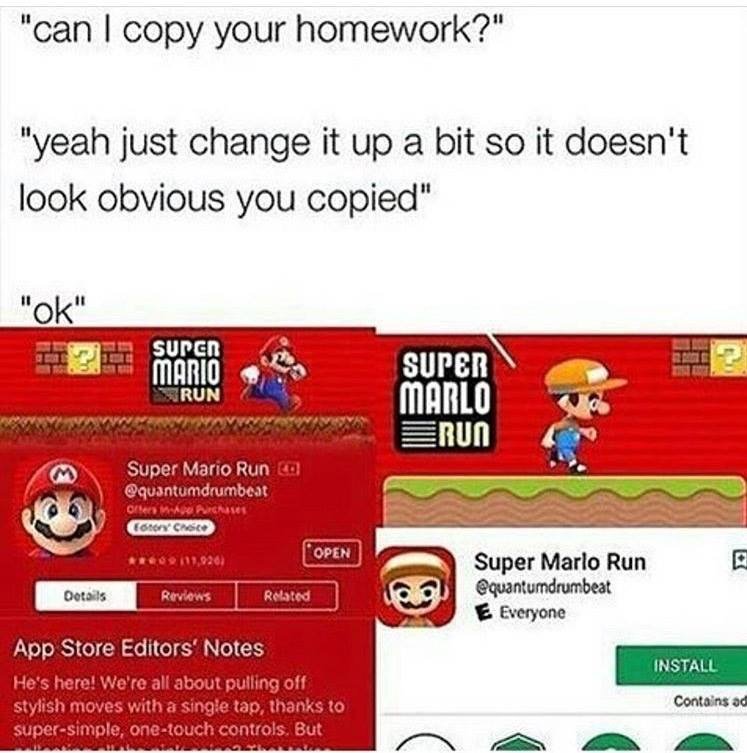 "can I copy your homework?"
"yeah just change it up a bit so it doesn't
look obvious you copied"
"ok"
SUPER
MARIO
RUN
M
Super Mario Run 4+
@quantumdrumbeat
Offers In-App Purchases
Editors' Choice
(11,926)
OPEN
Details
Reviews
Related
App Store Editors' Notes
He's here! We're all about pulling off
stylish moves with a single tap, thanks to
super-simple, one-touch controls. But
SUPER
MARLO
RUN
Super Marlo Run
@quantumdrumbeat
E Everyone
INSTALL
Contains ad